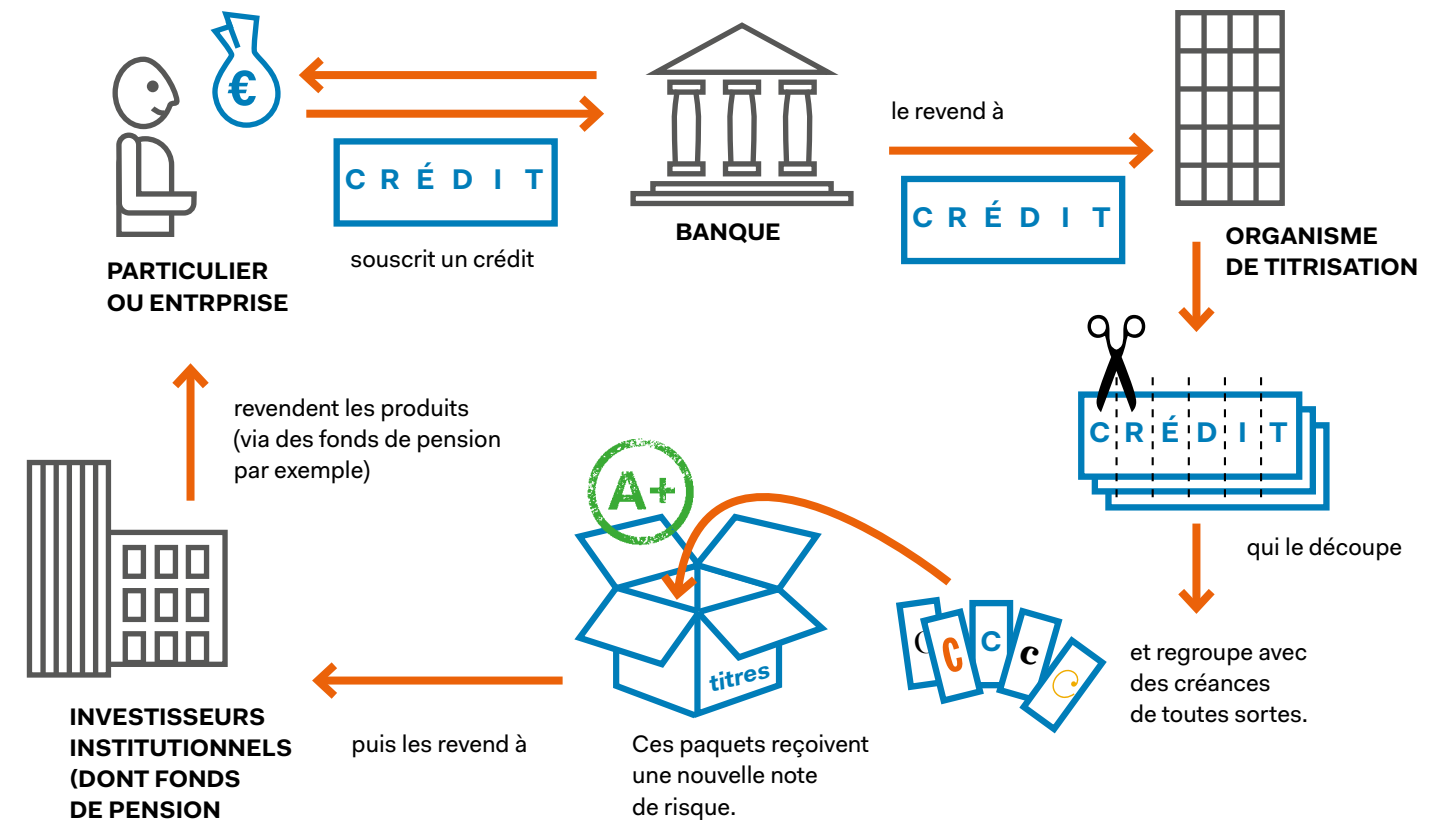 €
CRÉDIT
souscrit un crédit
PARTICULIER
OU ENTRPRISE
BANQUE
le revend à
CRÉDIT
ORGANISME
DE TITRISATION
CRÉDIT
qui le découpe
C C C c C
et regroupe avec
des créances
de toutes sortes.
A+
titres
Ces paquets reçoivent
une nouvelle note
de risque.
puis les revend à
INVESTISSEURS
INSTITUTIONNELS
(DONT FONDS
DE PENSION
revendent les produits
(via des fonds de pension
par exemple)